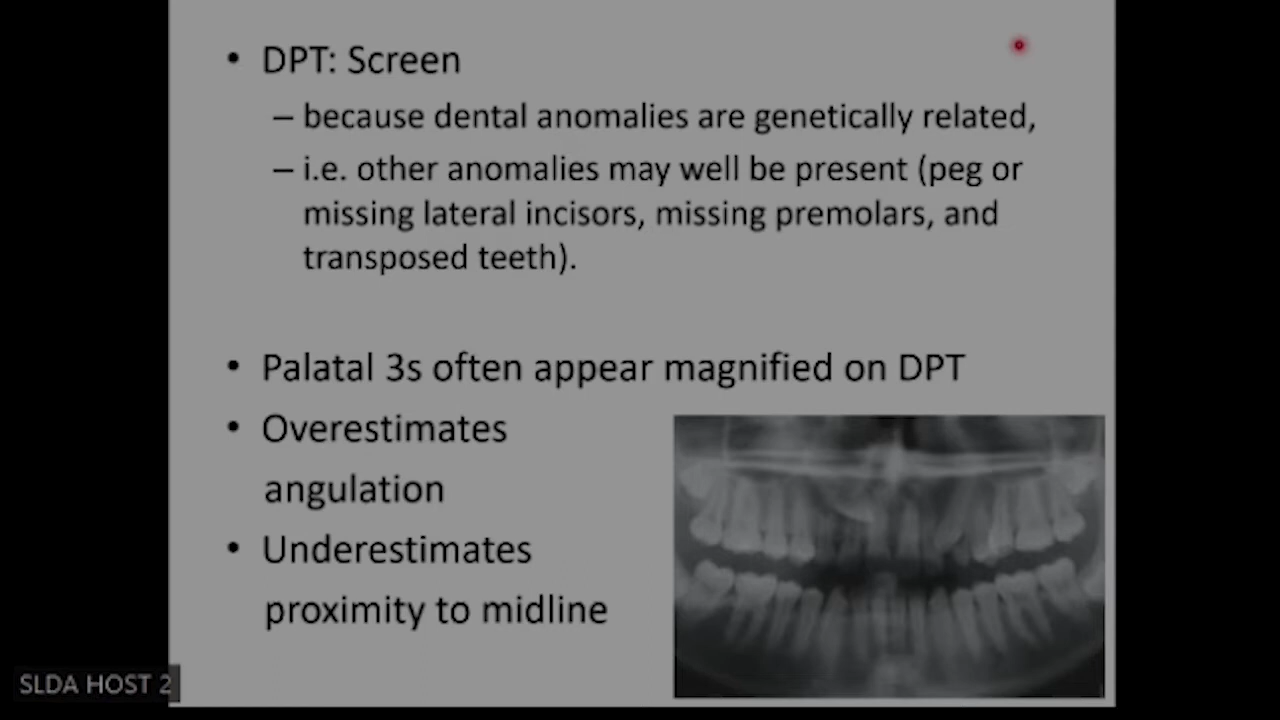 • DPT: Screen
– because dental anomalies are genetically related,
– i.e. other anomalies may well be present (peg or
missing lateral incisors, missing premolars, and
transposed teeth).
• Palatal 3s often appear magnified on DPT
• Overestimates
angulation
• Underestimates
proximity to midline
SLDA HOST 2